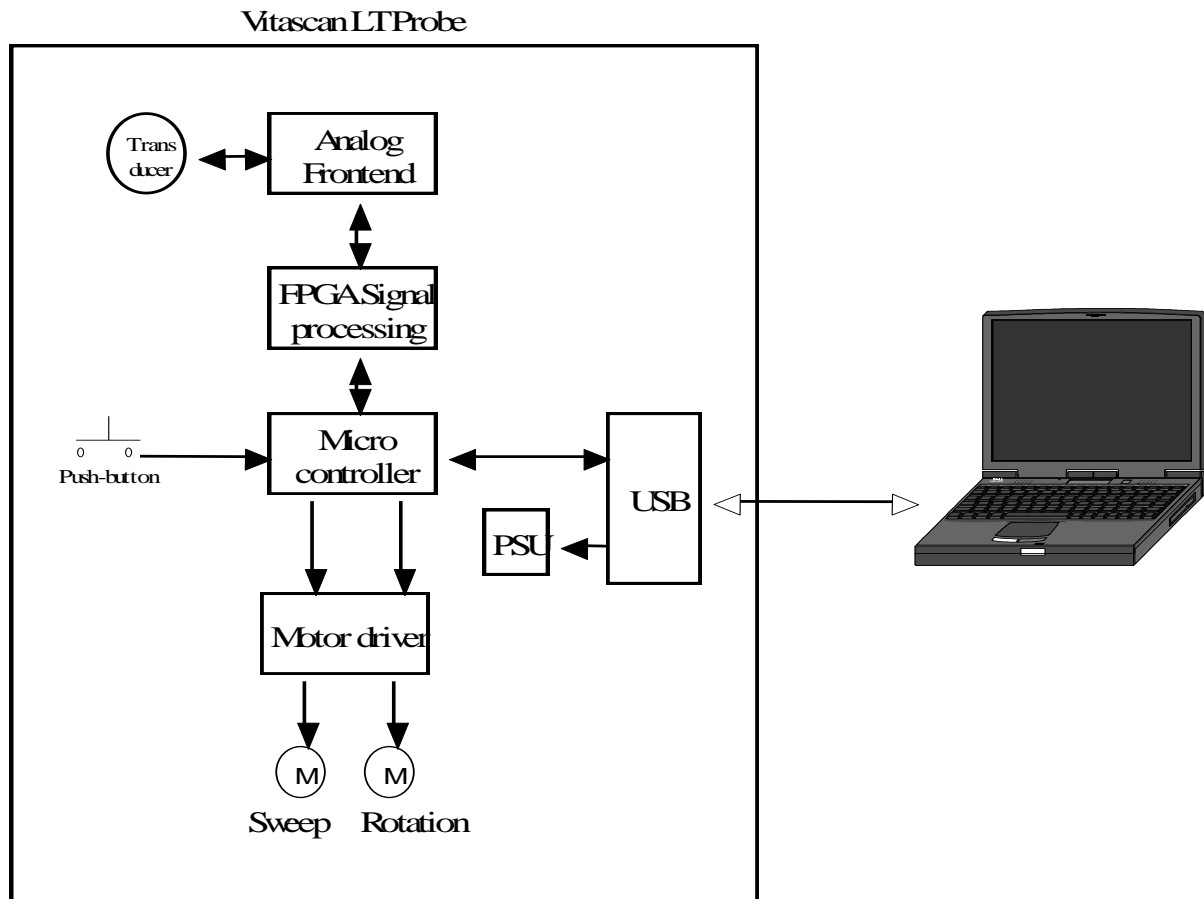 Vitascan LT Probe
Trans
ducer
Analog
Frontend
FPGA Signal
processing
Push-button
Micro
controller
USB
PSU
Motor driver
M
M
Sweep
Rotation